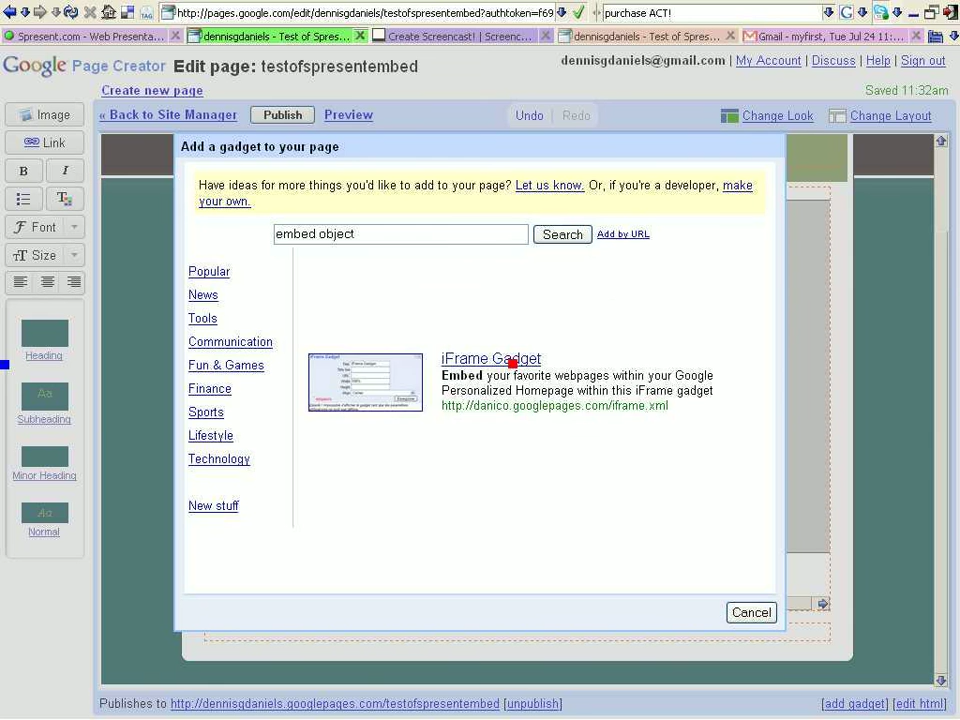 http://pages.google.com/edit/dennisgdaniels/testofspresentembed?authtoken=f69
purchase ACT!
Spresent.com - Web Presenta...
dennisgdaniels - Test of Spres...
Create Screencast! | Screenc...
dennisgdaniels - Test of Spres...
Gmail - myfirst, Tue Jul 24 11:...
Google Page Creator
Edit page: testofspresentembed
dennisgdaniels@gmail.com | My Account | Discuss | Help | Sign out
Create new page
Saved 11:32am
« Back to Site Manager
Publish
Preview
Undo
Redo
Change Look
Change Layout
Image
Link
B
I
T
F Font
TT Size
Heading
Aa
Subheading
Minor Heading
Aa
Normal
Add a gadget to your page
Have ideas for more things you'd like to add to your page? Let us know. Or, if you're a developer, make
your own.
embed object
Search
Add by URL
Popular
News
Tools
Communication
Fun & Games
Finance
Sports
Lifestyle
Technology
New stuff
iFrame Gadget
iFrame Gadget
Embed your favorite webpages within your Google
Personalized Homepage within this iFrame gadget
http://danico.googlepages.com/iframe.xml
Cancel
Publishes to http://dennisgdaniels.googlepages.com/testofspresentembed [unpublish]
[add gadget] [edit html]